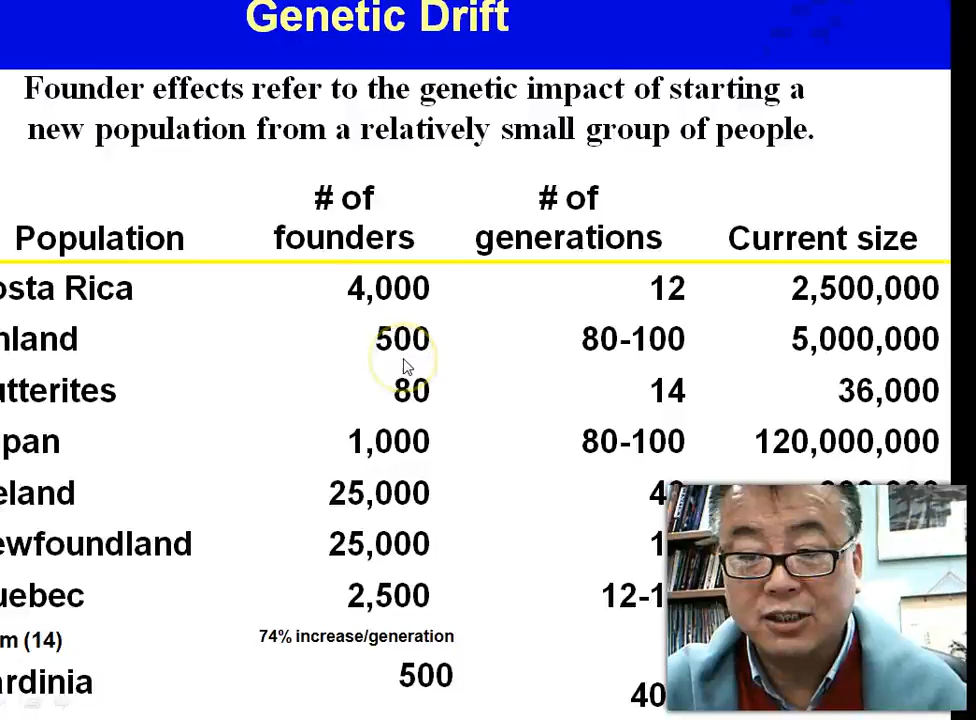 Genetic Drift
Founder effects refer to the genetic impact of starting a
new population from a relatively small group of people.
# of # of
Population founders generations Current size
osta Rica 4,000 12 2,500,000
nland 500 80-100 5,000,000
utterites 80 14 36,000
pan 1,000 80-100 120,000,000
eland 25,000
ewfoundland 25,000
uebec 2,500 12-1
m (14) 74% increase/generation
ardinia 500 40